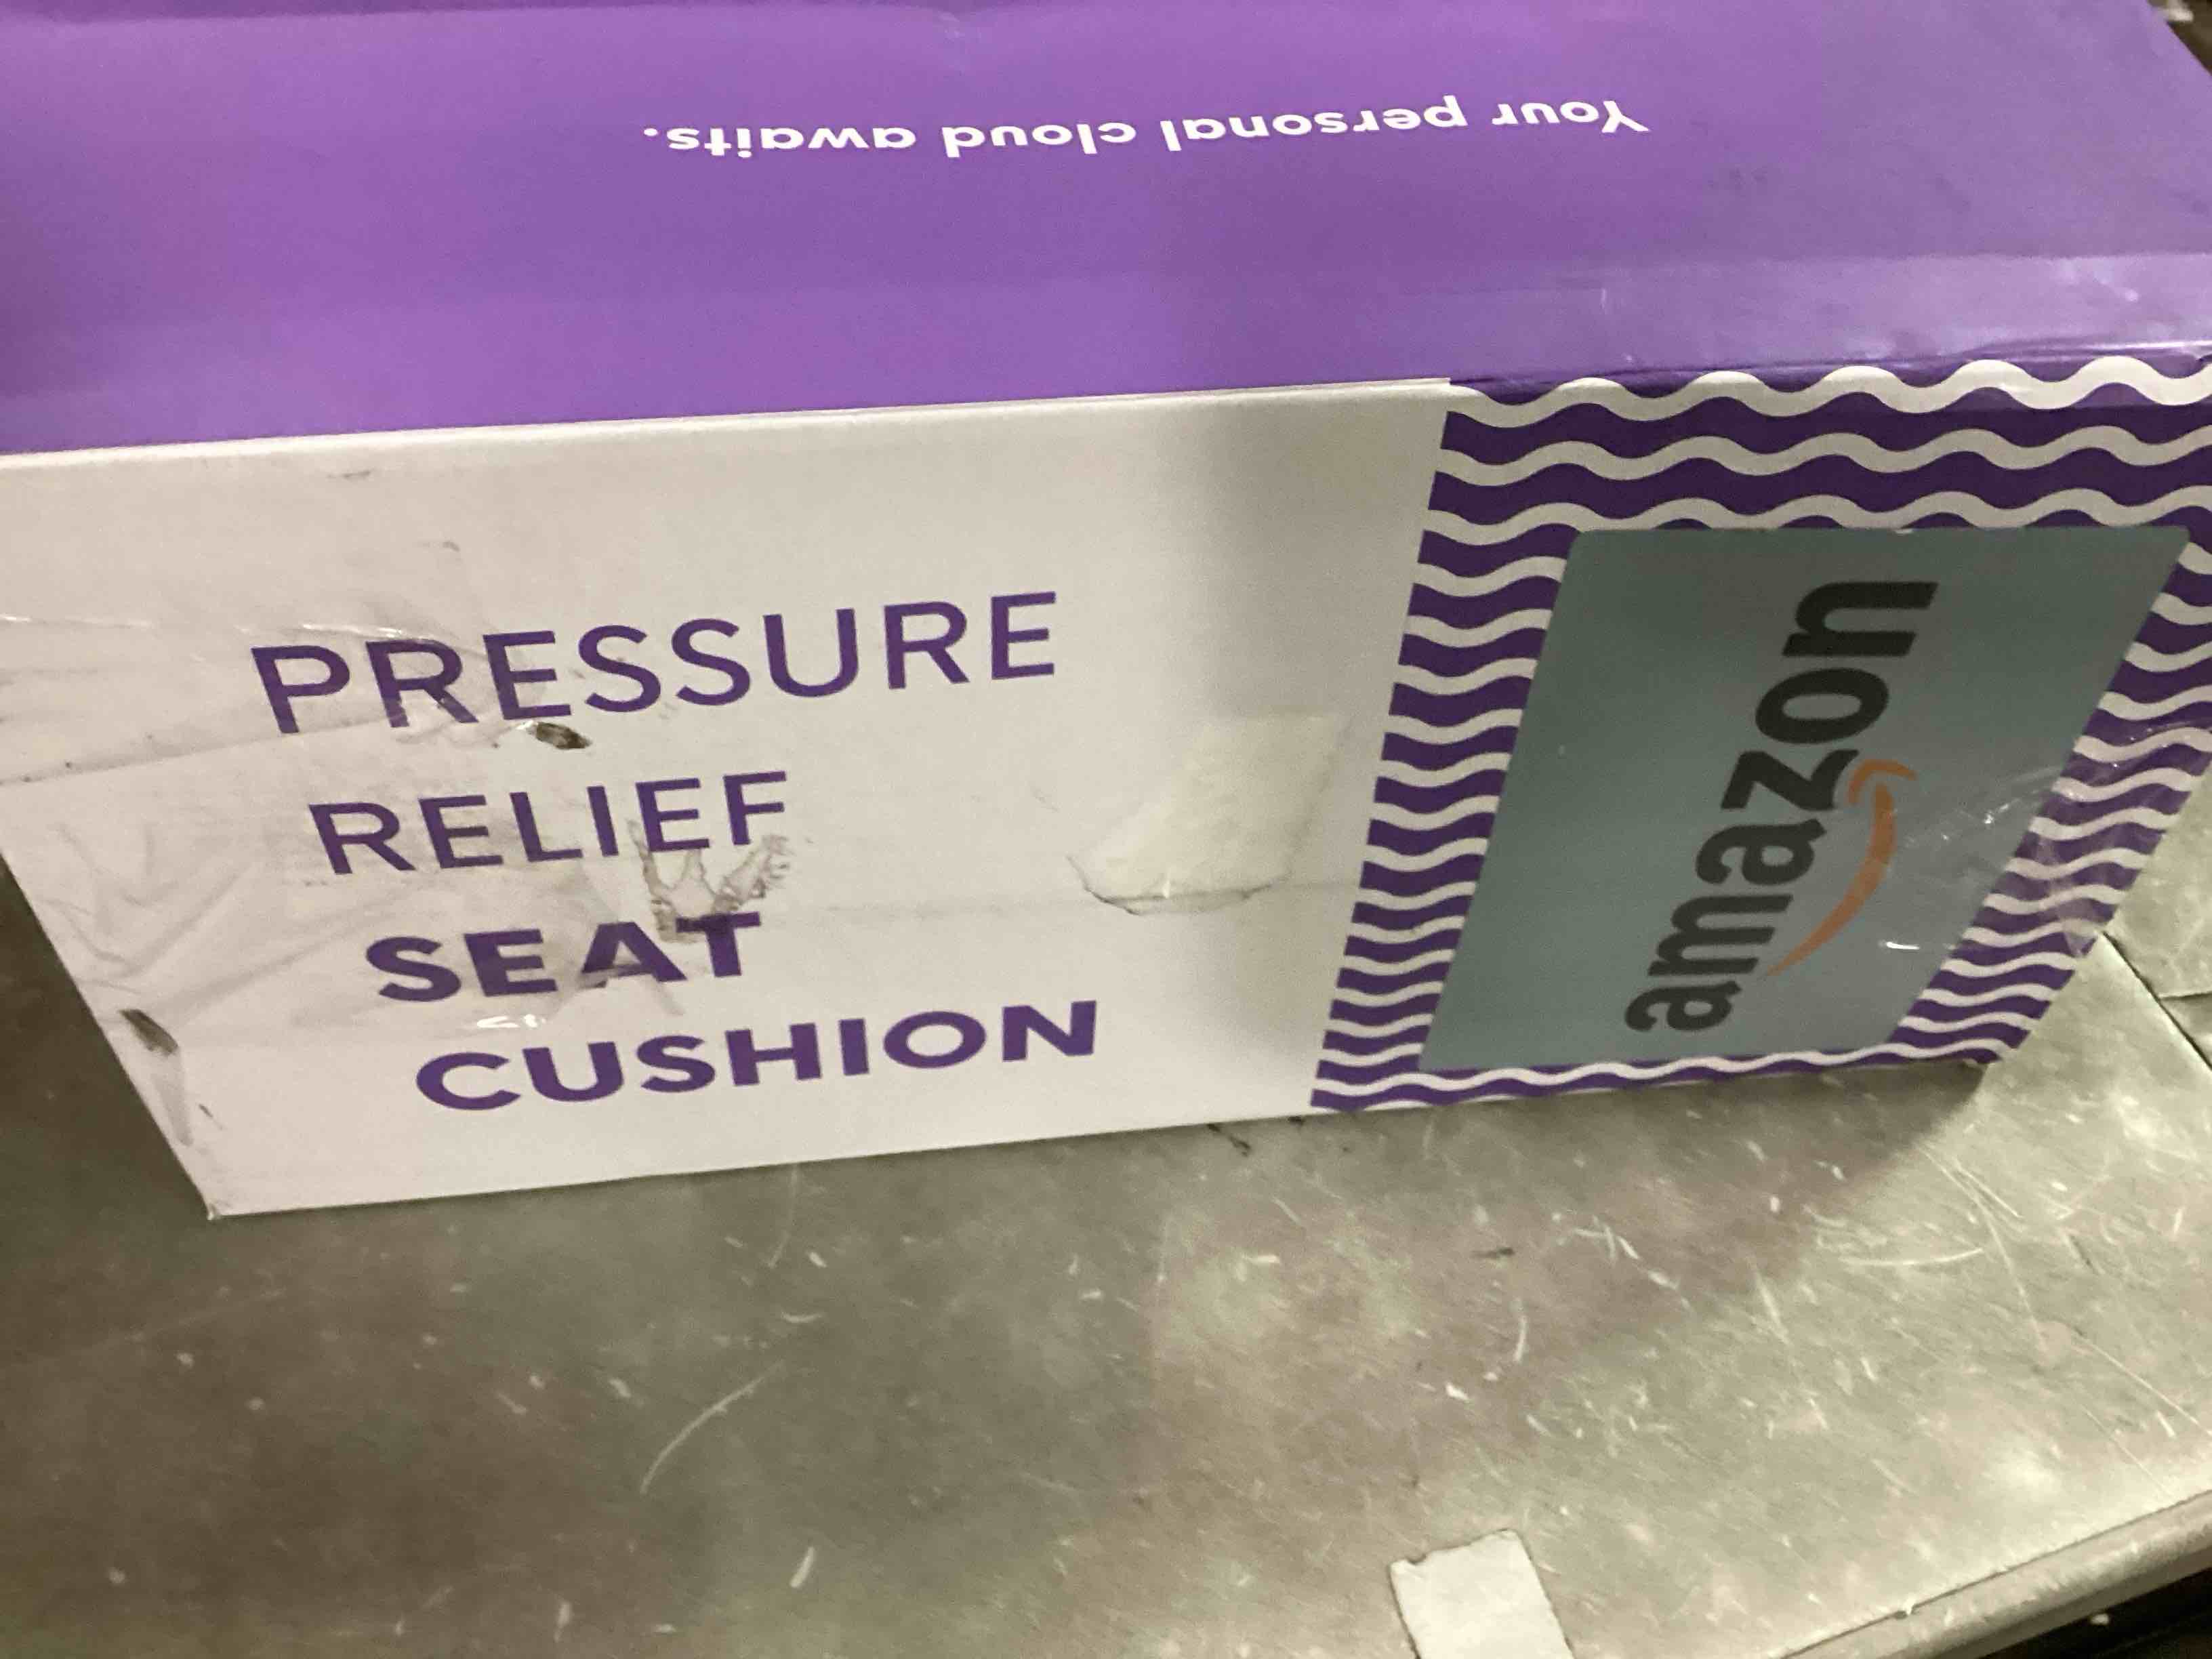 Your personal cloud awaits.
PRESSURE
RELIEF
SEAT
CUSHION
amazon